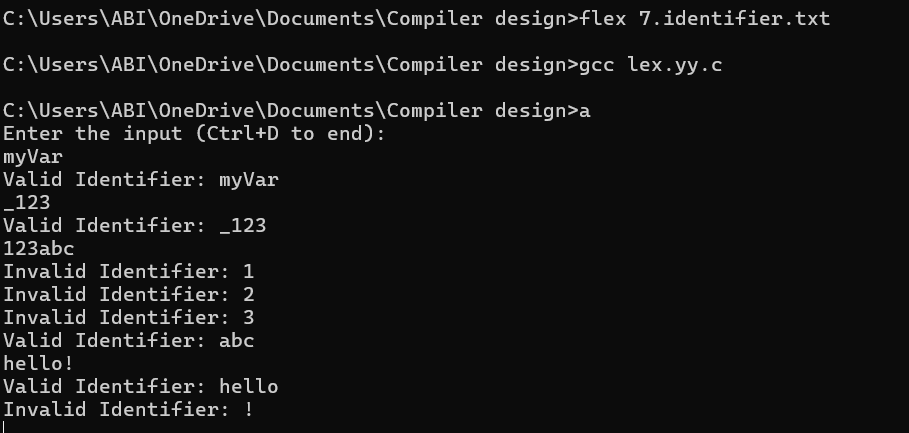 C:\Users\ABI\OneDrive\Documents\Compiler design>flex 7.identifier.txt
C:\Users\ABI\OneDrive\Documents\Compiler design>gcc lex.yy.c
C:\Users\ABI\OneDrive\Documents\Compiler design>a
Enter the input (Ctrl+D to end):
myVar
Valid Identifier: myVar
_123
Valid Identifier: _123
123abc
Invalid Identifier: 1
Invalid Identifier: 2
Invalid Identifier: 3
Valid Identifier: abc
hello!
Valid Identifier: hello
Invalid Identifier: !